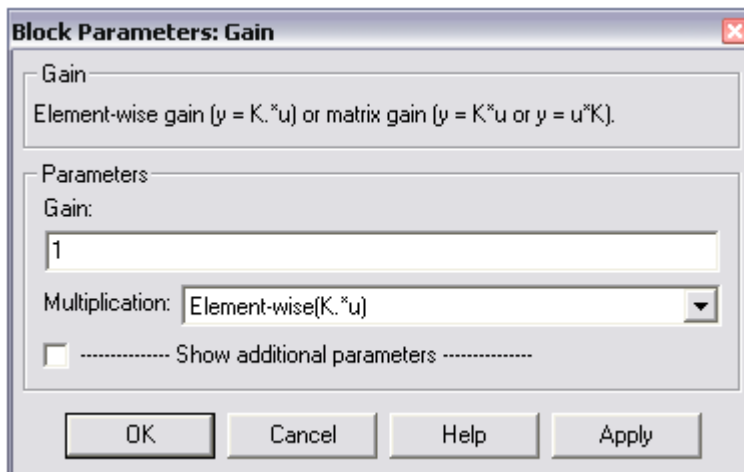 Block Parameters: Gain
Gain
Element-wise gain (y = K.*u) or matrix gain (y = K*u or y = u*K).
Parameters
Gain:
1
Multiplication: Element-wise(K.*u)
--------------- Show additional parameters ---------------
OK Cancel Help Apply